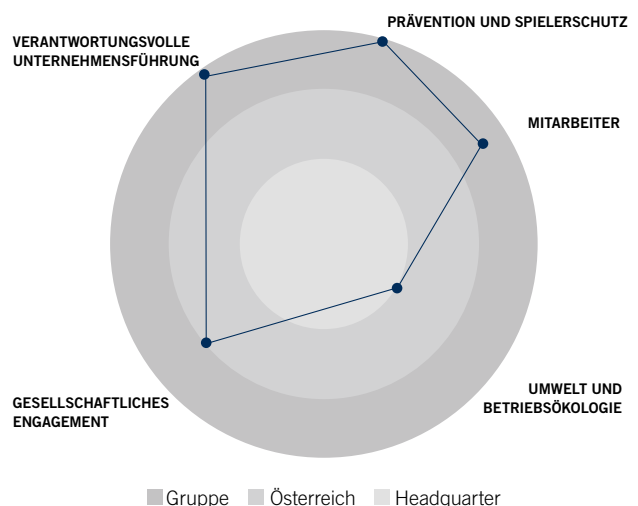 PRÄVENTION UND SPIELERSCHUTZ
VERANTWORTUNGSVOLLE
UNTERNEHMENSFÜHRUNG
MITARBEITER
GESELLSCHAFTLICHES
ENGAGEMENT
UMWELT UND
BETRIEBSÖKOLOGIE
Gruppe Österreich Headquarter